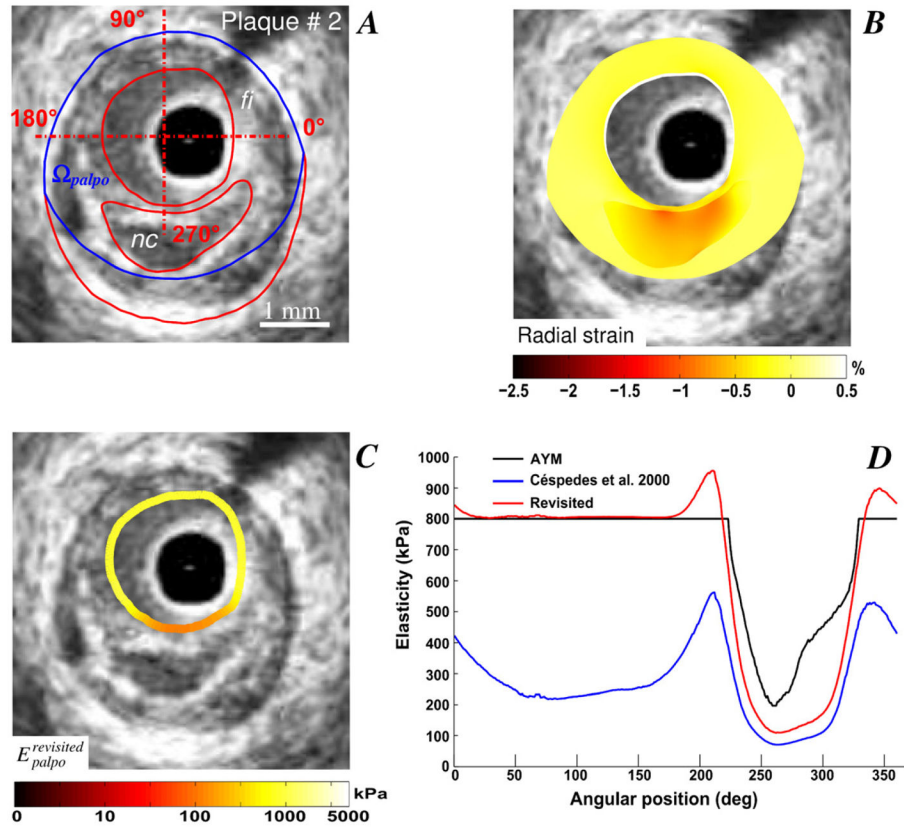 90°
Plaque # 2
A
fi
180°
0°
Ωpalpo
nc
270°
1 mm
B
Radial strain
%
−2.5 −2 −1.5 −1 −0.5 0 0.5
C
E revisited palpo
kPa
0 10 100 1000 5000
D
AYM
Céspedes et al. 2000
Revisited
Elasticity (kPa)
1000
900
800
700
600
500
400
300
200
100
0
0 50 100 150 200 250 300 350
Angular position (deg)